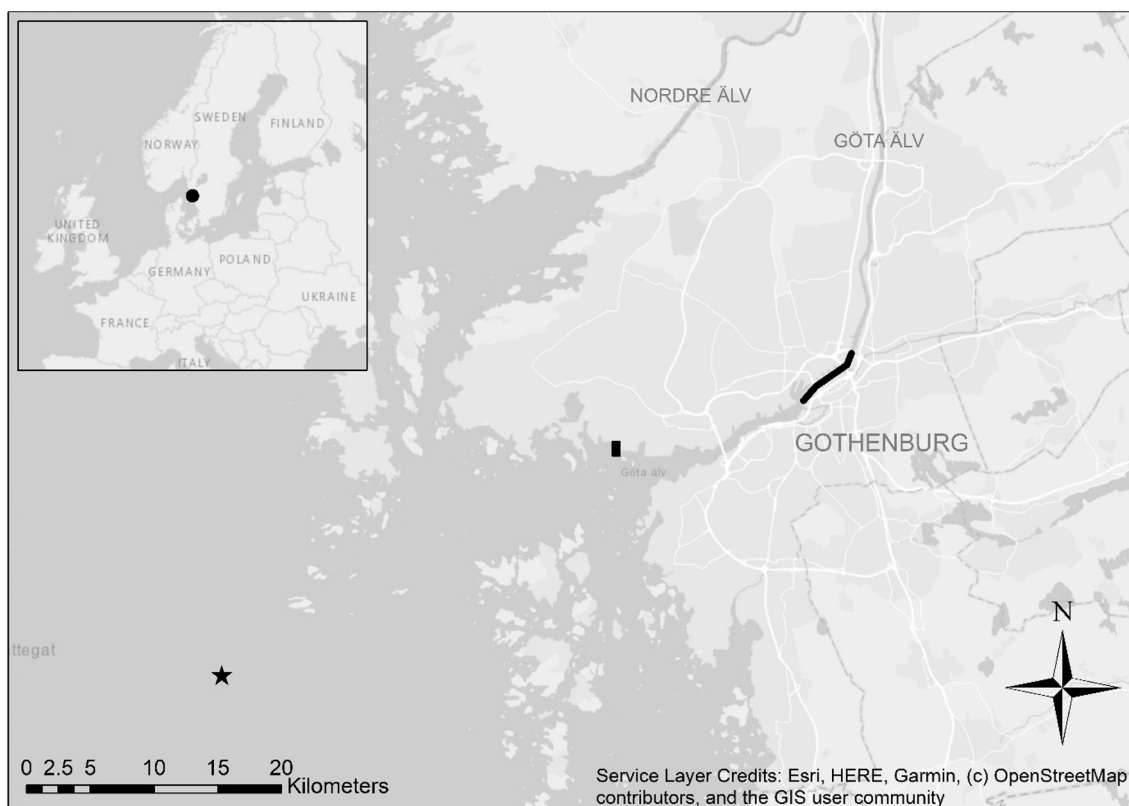 SWEDEN
FINLAND
NORWAY
UNITED
KINGDOM
POLAND
GERMANY
UKRAINE
FRANCE
ITALY
NORDRE ÄLV
GÖTA ÄLV
GOTHENBURG
Göta älv
N
ttegat
0 2.5 5 10 15 20
Kilometers
Service Layer Credits: Esri, HERE, Garmin, (c) OpenStreetMap
contributors, and the GIS user community